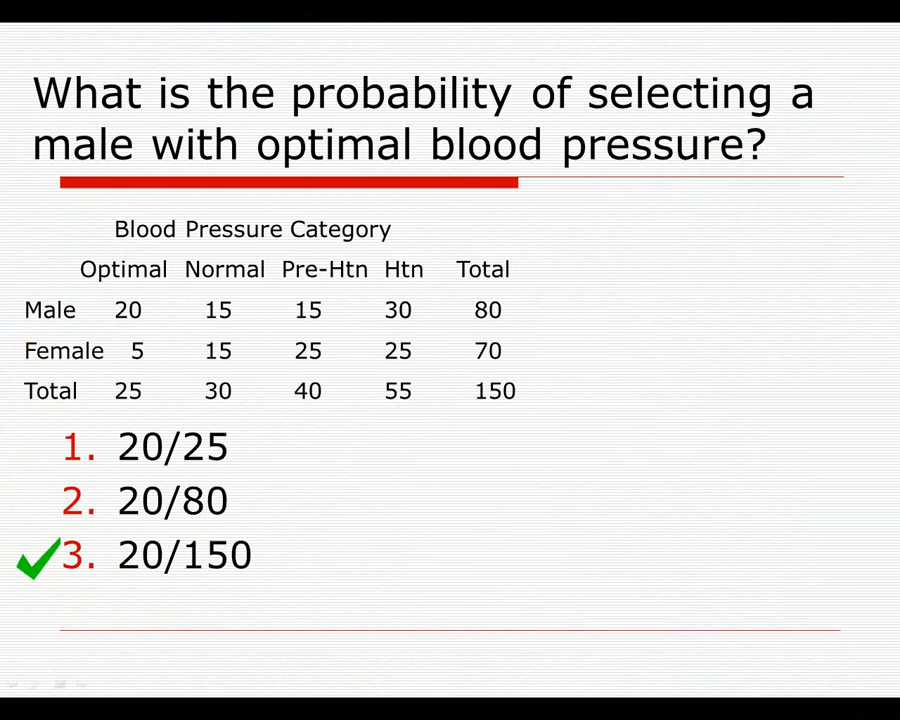 What is the probability of selecting a
male with optimal blood pressure?
Blood Pressure Category
Optimal Normal Pre-Htn Htn Total
Male 20 15 15 30 80
Female 5 15 25 25 70
Total 25 30 40 55 150
1. 20/25
2. 20/80
3. 20/150